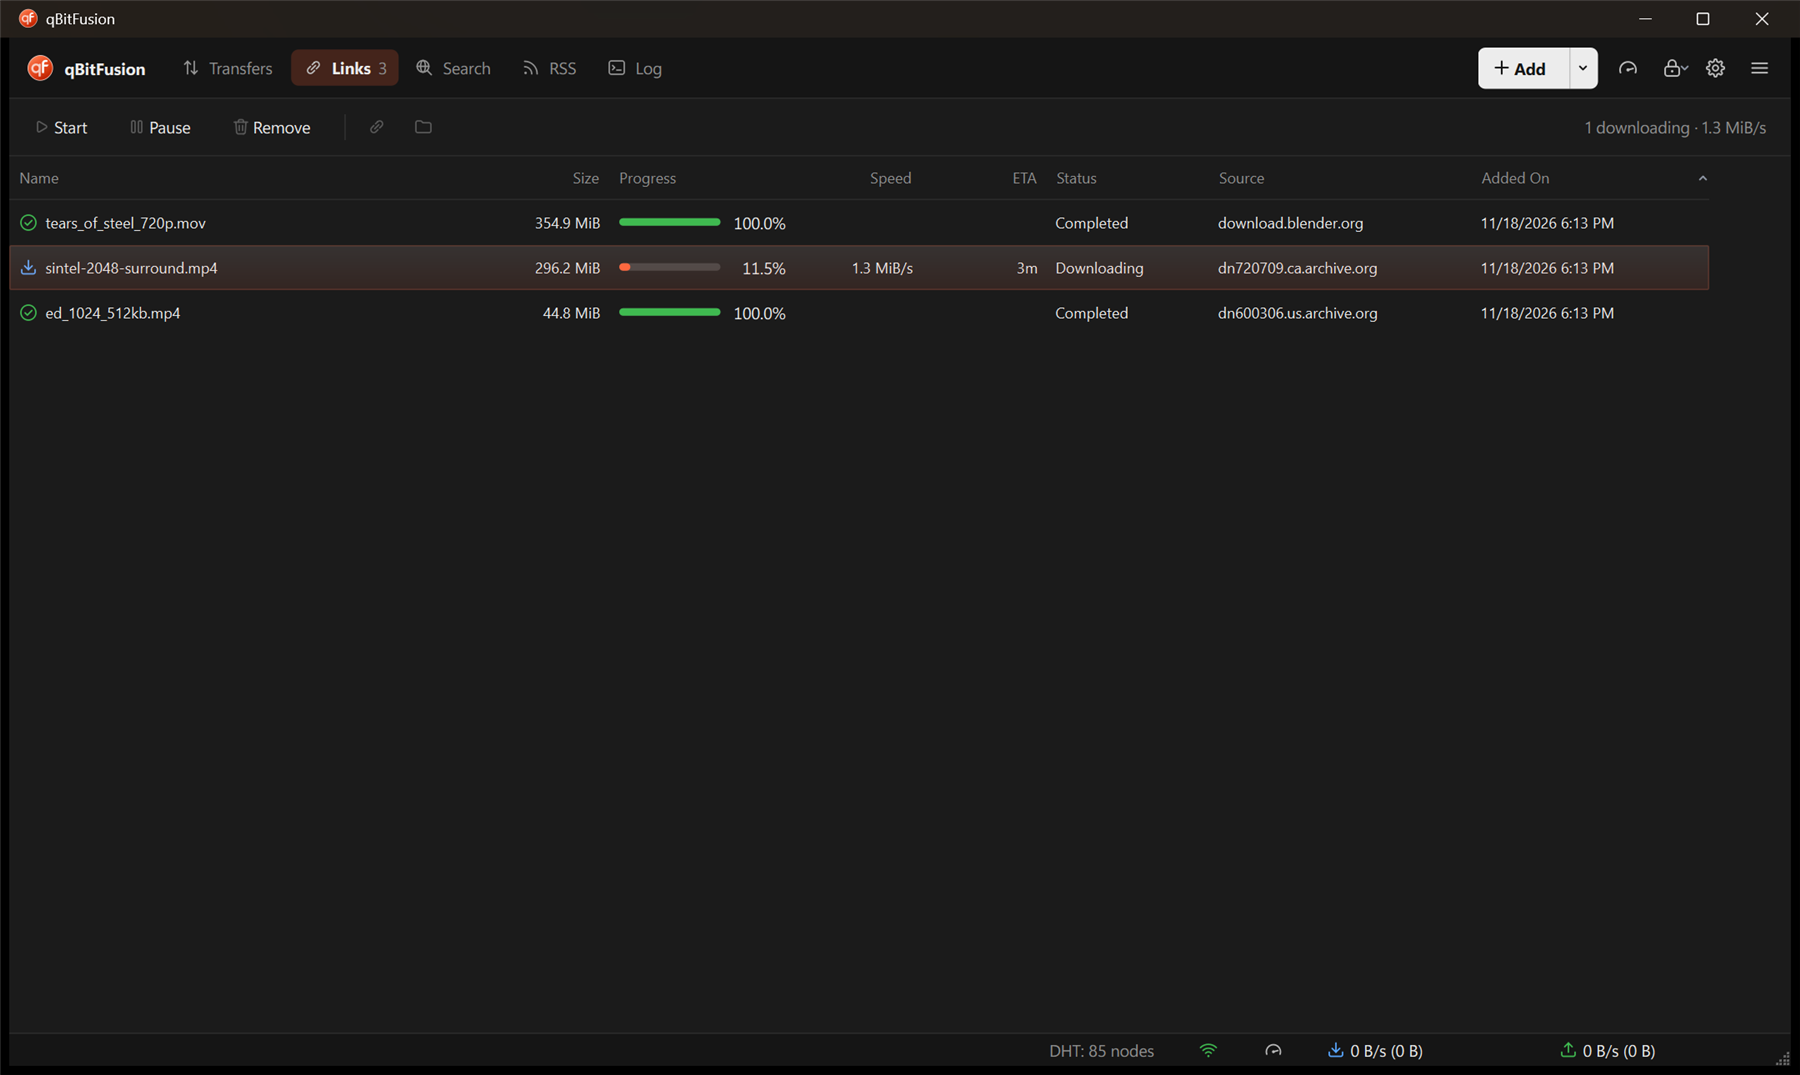 qBitFusion
qBitFusion Transfers Links 3 Search RSS Log Add
Start Pause Remove 1 downloading · 1.3 MiB/s
Name Size Progress Speed ETA Status Source Added On
tears_of_steel_720p.mov 354.9 MiB 100.0% Completed download.blender.org 11/18/2026 6:13 PM
sintel-2048-surround.mp4 296.2 MiB 11.5% 1.3 MiB/s 3m Downloading dn720709.ca.archive.org 11/18/2026 6:13 PM
ed_1024_512kb.mp4 44.8 MiB 100.0% Completed dn600306.us.archive.org 11/18/2026 6:13 PM
DHT: 85 nodes 0 B/s (0 B) 0 B/s (0 B)